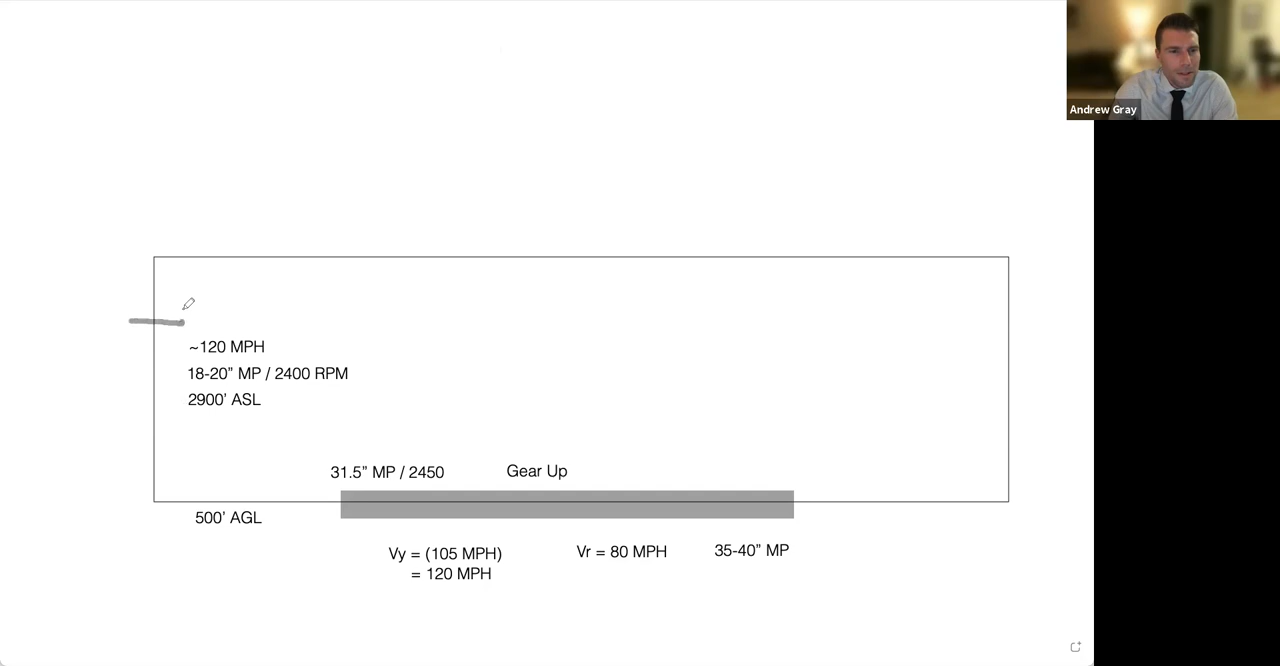 Andrew Gray
~120 MPH
18-20” MP / 2400 RPM
2900’ ASL
31.5” MP / 2450
Gear Up
500’ AGL
Vy = (105 MPH)
= 120 MPH
Vr = 80 MPH
35-40” MP